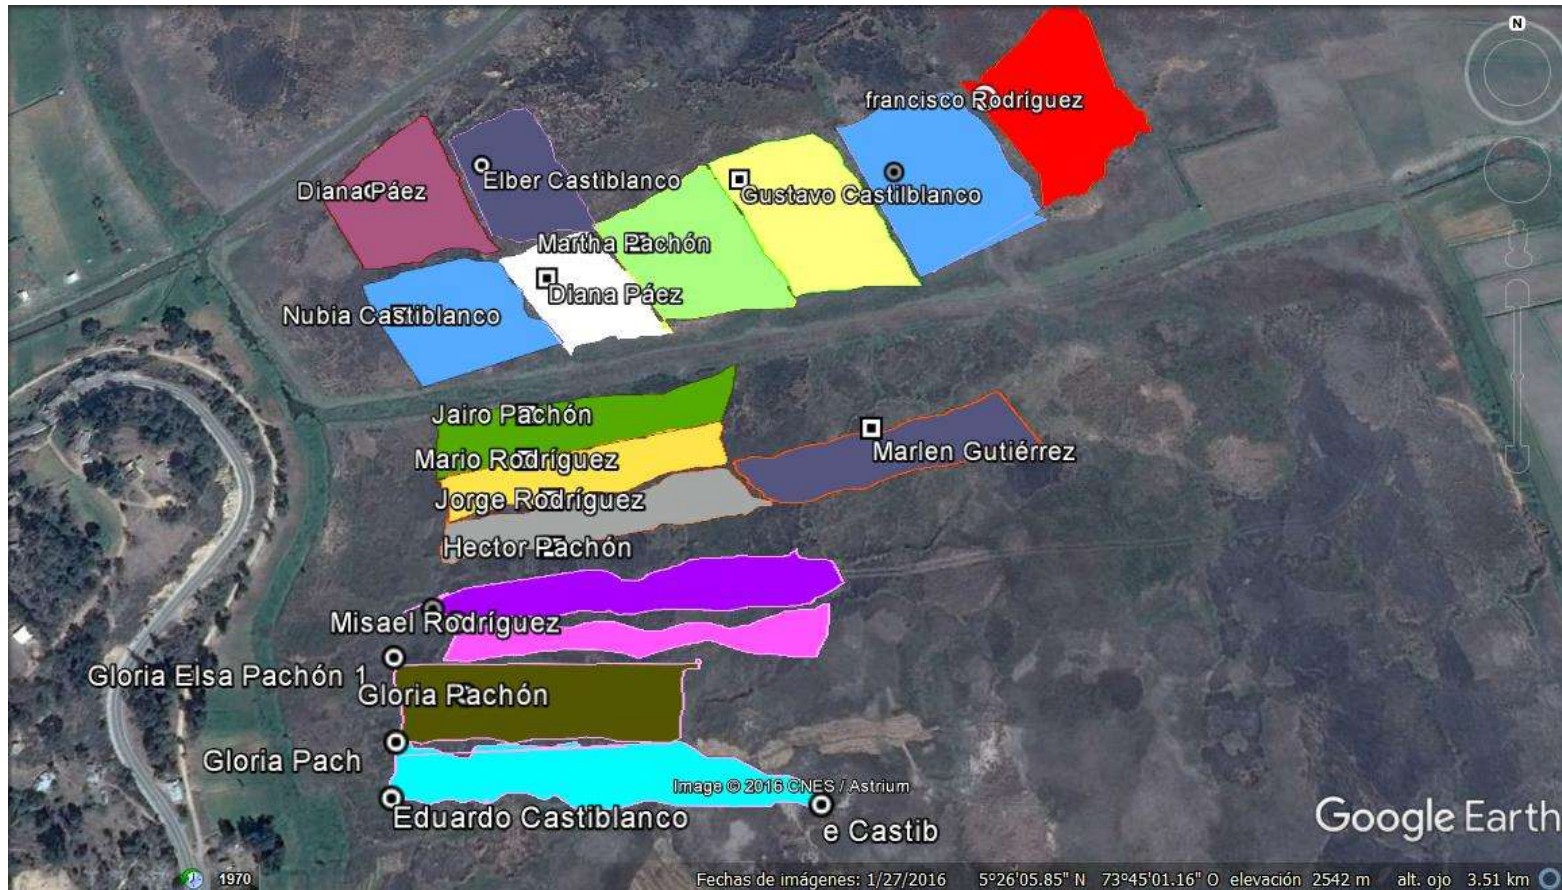 N
francisco Rodríguez
Elber Castiblanco
Diana Páez
Gustavo Castilblanco
Martha Pachón
Diana Páez
Nubia Castiblanco
Jairo Pachón
Marlen Gutiérrez
Mario Rodríguez
Jorge Rodríguez
Hector Pachón
Misael Rodríguez
Gloria Elsa Pachón 1
Gloria Pachón
Gloria Pach
Image © 2016 CNES / Astrium
Eduardo Castiblanco
e Castib
Google Earth
1970
Fechas de imágenes: 1/27/2016 5°26'05.85" N 73°45'01.16" O elevación 2542 m alt. ojo 3.51 km